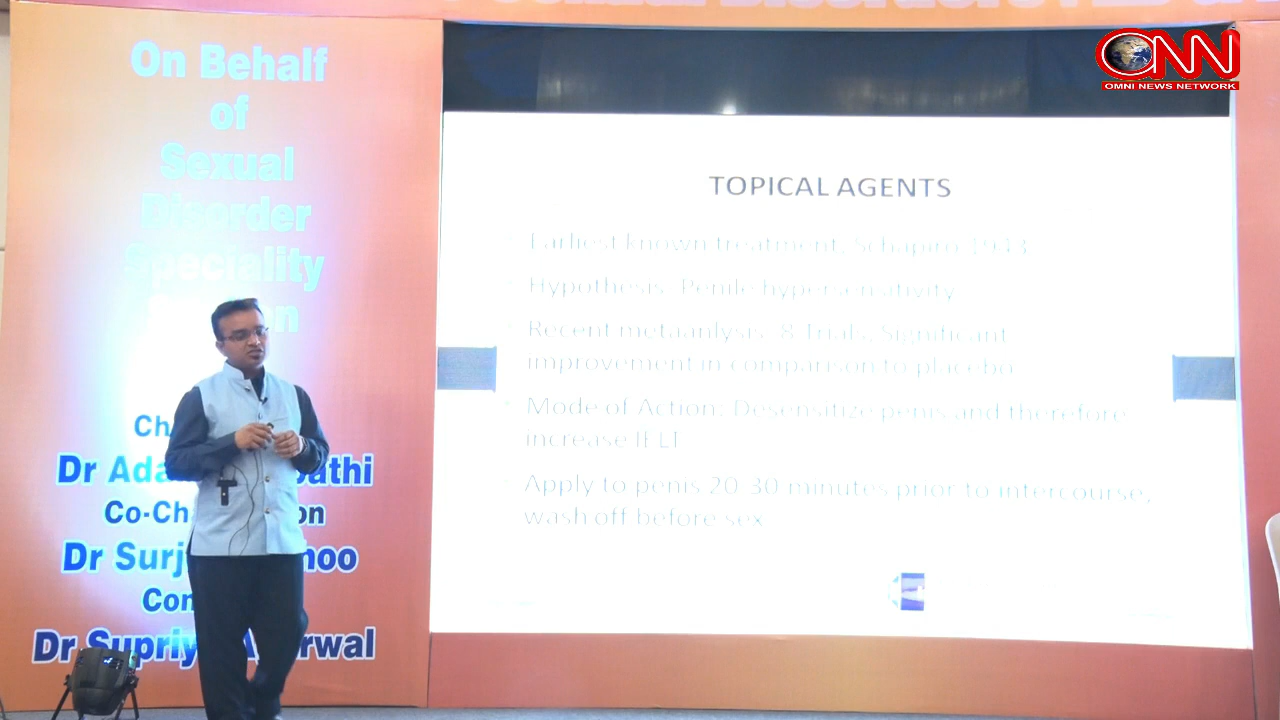 ONN
OMNI NEWS NETWORK
On Behalf
of
Sexual
Disorder
Speciality
Dr Ada
Co-Ch
Dr Surj
Con
Dr Supriy
TOPICAL AGENTS
Earliest known treatment, Schapiro 1943
Hypothesis: Penile hypersensitivity
Recent metaanlysis: 8 Trials, Significant
improvement in comparison to placebo
Mode of Action: Desensitize penis and therefore
increase IELT
Apply to penis 20-30 minutes prior to intercourse,
wash off before sex